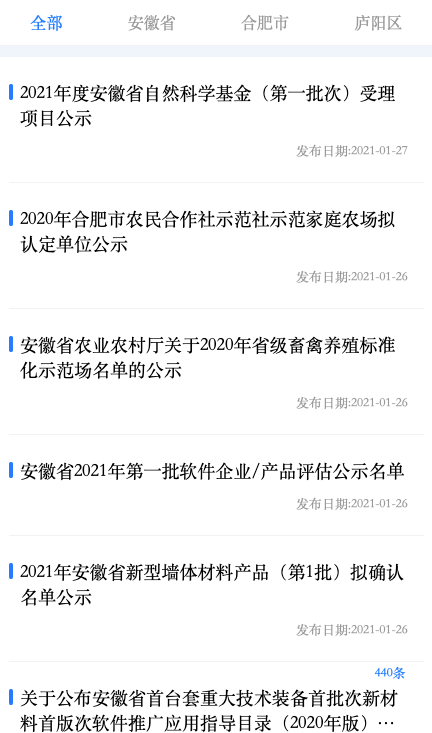 全部 安徽省 合肥市 庐阳区
2021年度安徽省自然科学基金（第一批次）受理
项目公示
发布日期:2021-01-27
2020年合肥市农民合作社示范社示范家庭农场拟
认定单位公示
发布日期:2021-01-26
安徽省农业农村厅关于2020年省级畜禽养殖标准
化示范场名单的公示
发布日期:2021-01-26
安徽省2021年第一批软件企业/产品评估公示名单
发布日期:2021-01-26
2021年安徽省新型墙体材料产品（第1批）拟确认
名单公示
发布日期:2021-01-26
440条
关于公布安徽省首台套重大技术装备首批次新材
料首版次软件推广应用指导目录（2020年版）…